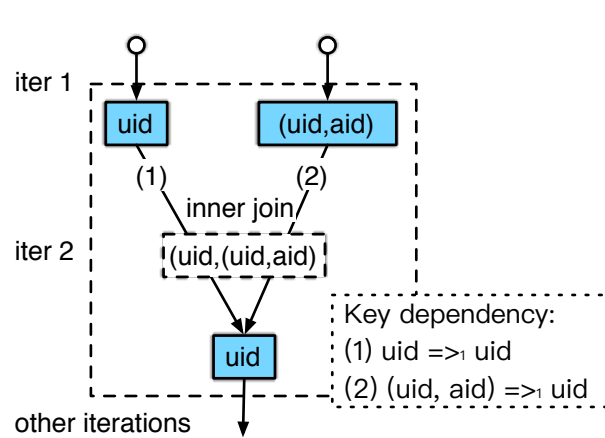 iter 1
uid
(uid,aid)
(1)
(2)
inner join
iter 2
(uid,(uid,aid)
Key dependency:
(1) uid =>₁ uid
(2) (uid, aid) =>₁ uid
uid
other iterations